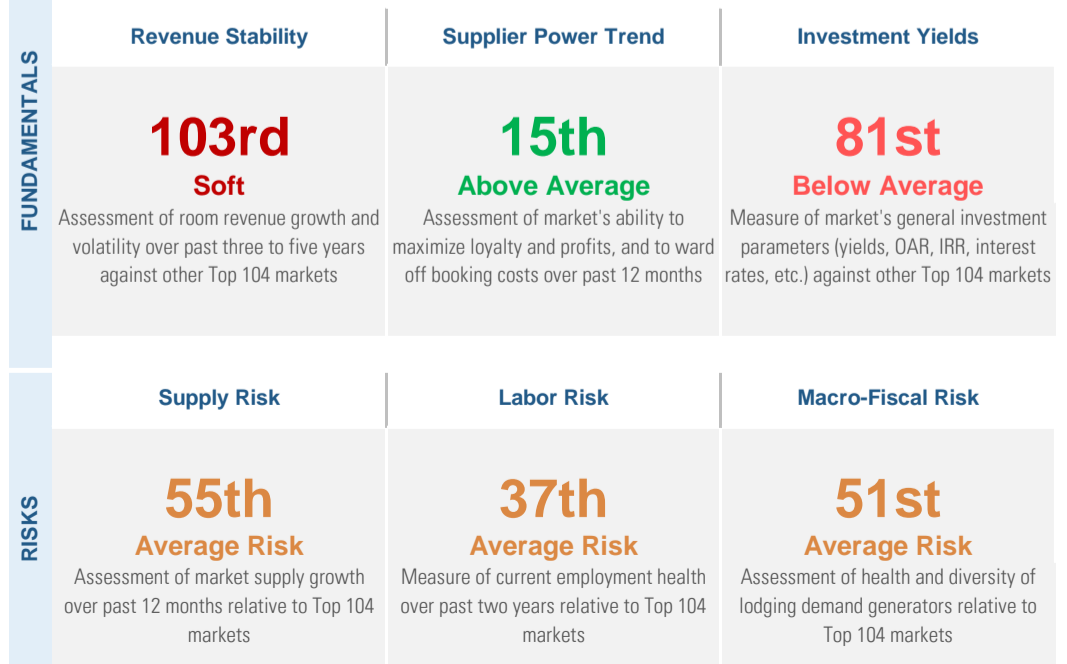 FUNDAMENTALS
Revenue Stability
103rd
Soft
Assessment of room revenue growth and
volatility over past three to five years
against other Top 104 markets
Supplier Power Trend
15th
Above Average
Assessment of market's ability to
maximize loyalty and profits, and to ward
off booking costs over past 12 months
Investment Yields
81st
Below Average
Measure of market's general investment
parameters (yields, OAR, IRR, interest
rates, etc.) against other Top 104 markets
RISKS
Supply Risk
55th
Average Risk
Assessment of market supply growth
over past 12 months relative to Top 104
markets
Labor Risk
37th
Average Risk
Measure of current employment health
over past two years relative to Top 104
markets
Macro-Fiscal Risk
51st
Average Risk
Assessment of health and diversity of
lodging demand generators relative to
Top 104 markets